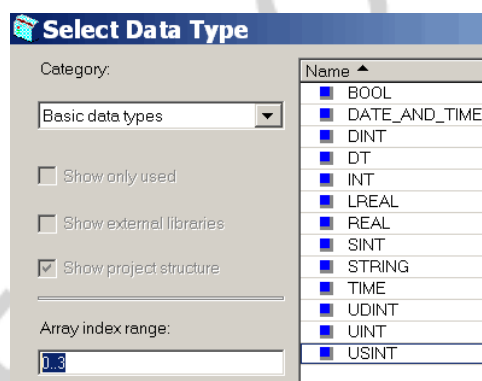 Select Data Type
Category:
Basic data types
Show only used
Show external libraries
Show project structure
Array index range:
0..3
Name
BOOL
DATE_AND_TIME
DINT
DT
INT
LREAL
REAL
SINT
STRING
TIME
UDINT
UINT
USINT